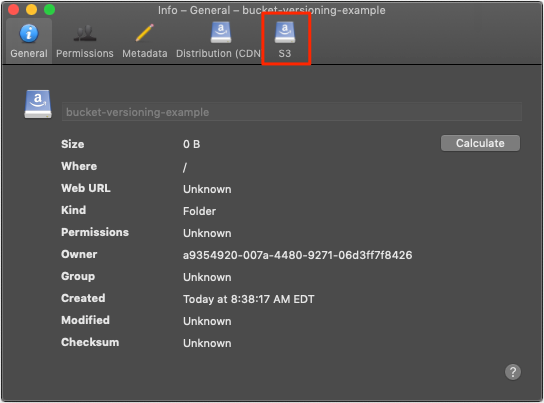 Info – General – bucket-versioning-example
General Permissions Metadata Distribution (CDN S3
bucket-versioning-example
Size 0 B Calculate
Where /
Web URL Unknown
Kind Folder
Permissions Unknown
Owner a9354920-007a-4480-9271-06d3ff7f8426
Group Unknown
Created Today at 8:38:17 AM EDT
Modified Unknown
Checksum Unknown
?